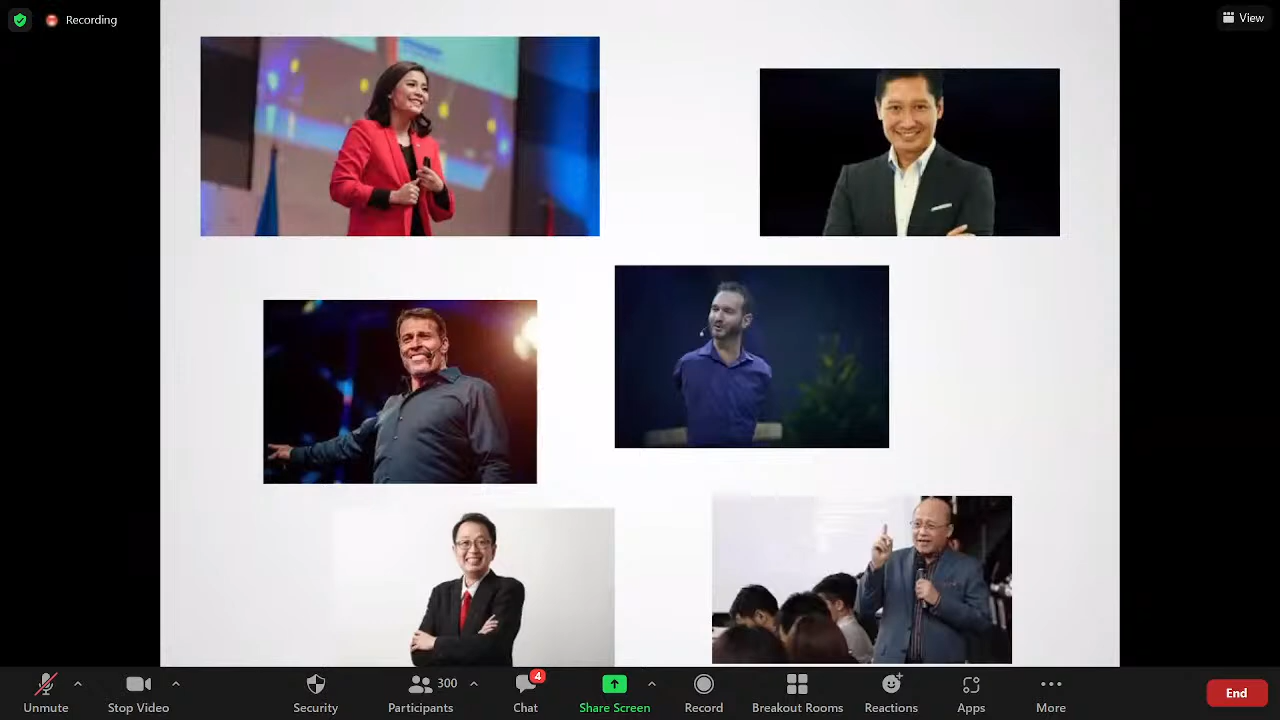 Recording
View
Unmute
Stop Video
Security
Participants
300
Chat
4
Share Screen
Record
Breakout Rooms
Reactions
Apps
More
End